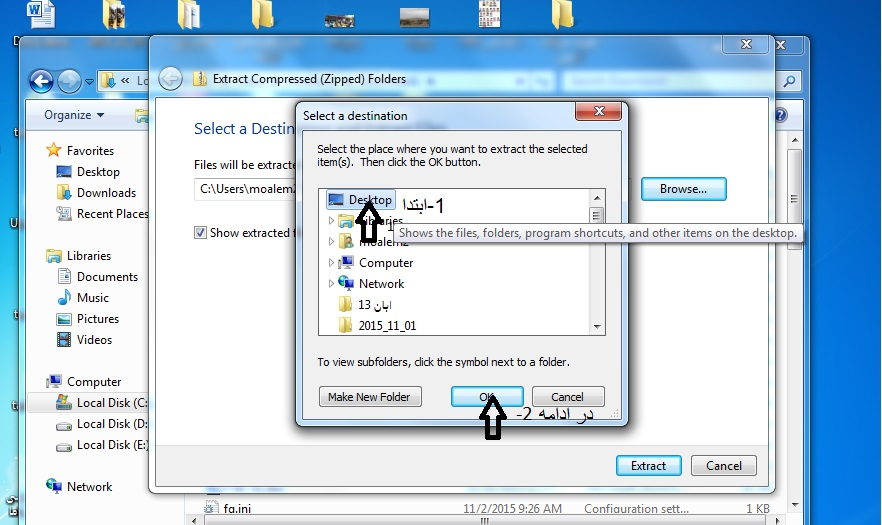 Extract Compressed (Zipped) Folders
Organize
Favorites
Desktop
Downloads
Recent Places
Libraries
Documents
Music
Pictures
Videos
Computer
Local Disk (C:
Local Disk (D:
Local Disk (E:)
Network
Select a Destin
Files will be extracte
C:\Users\moalem2
Show extracted
Browse...
Select a destination
Select the place where you want to extract the selected
item(s). Then click the OK button.
Desktop
1-ابتدا
Libraries
Shows the files, folders, program shortcuts, and other items on the desktop.
moalem2
Computer
Network
13 ابان
2015_11_01
To view subfolders, click the symbol next to a folder.
Make New Folder
OK
Cancel
2- در ادامه
Extract
Cancel
fg.ini
11/2/2015 9:26 AM
Configuration sett...
1 KB